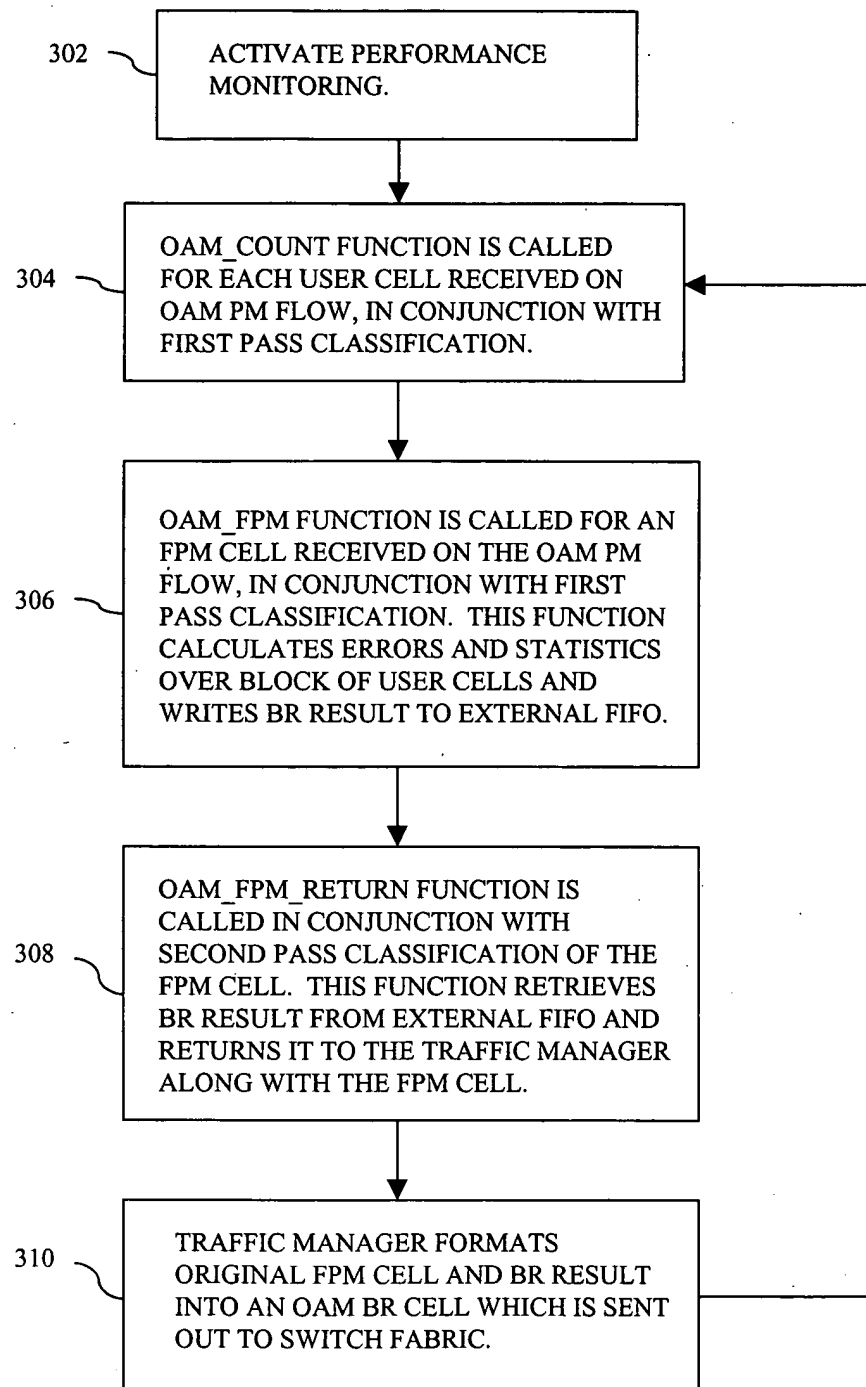 302
ACTIVATE PERFORMANCE
MONITORING.
304
OAM_COUNT FUNCTION IS CALLED
FOR EACH USER CELL RECEIVED ON
OAM PM FLOW, IN CONJUNCTION WITH
FIRST PASS CLASSIFICATION.
306
OAM_FPM FUNCTION IS CALLED FOR AN
FPM CELL RECEIVED ON THE OAM PM
FLOW, IN CONJUNCTION WITH FIRST
PASS CLASSIFICATION. THIS FUNCTION
CALCULATES ERRORS AND STATISTICS
OVER BLOCK OF USER CELLS AND
WRITES BR RESULT TO EXTERNAL FIFO.
308
OAM_FPM_RETURN FUNCTION IS
CALLED IN CONJUNCTION WITH
SECOND PASS CLASSIFICATION OF THE
FPM CELL. THIS FUNCTION RETRIEVES
BR RESULT FROM EXTERNAL FIFO AND
RETURNS IT TO THE TRAFFIC MANAGER
ALONG WITH THE FPM CELL.
310
TRAFFIC MANAGER FORMATS
ORIGINAL FPM CELL AND BR RESULT
INTO AN OAM BR CELL WHICH IS SENT
OUT TO SWITCH FABRIC.